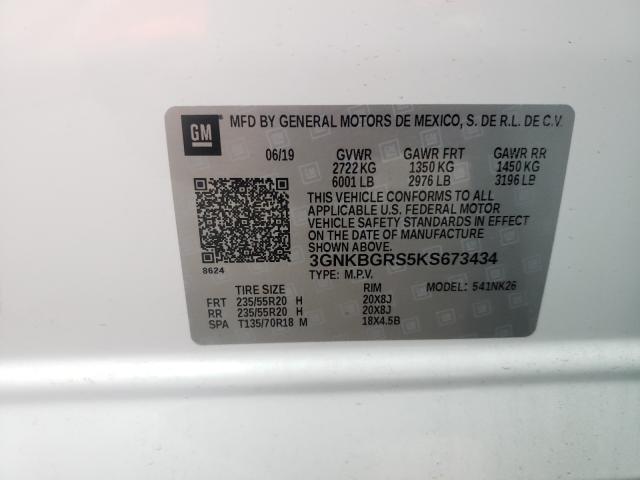 GM MFD BY GENERAL MOTORS DE MEXICO, S. DE R.L. DE C.V.
06/19 GVWR GAWR FRT GAWR RR
2722 KG 1350 KG 1450 KG
6001 LB 2976 LB 3196 LB
THIS VEHICLE CONFORMS TO ALL
APPLICABLE U.S. FEDERAL MOTOR
VEHICLE SAFETY STANDARDS IN EFFECT
ON THE DATE OF MANUFACTURE
SHOWN ABOVE.
3GNKBGRS5KS673434
8624
TYPE: M.P.V. MODEL: 541NK26
TIRE SIZE RIM
FRT 235/55R20 H 20X8J
RR 235/55R20 H 20X8J
SPA T135/70R18 M 18X4.5B